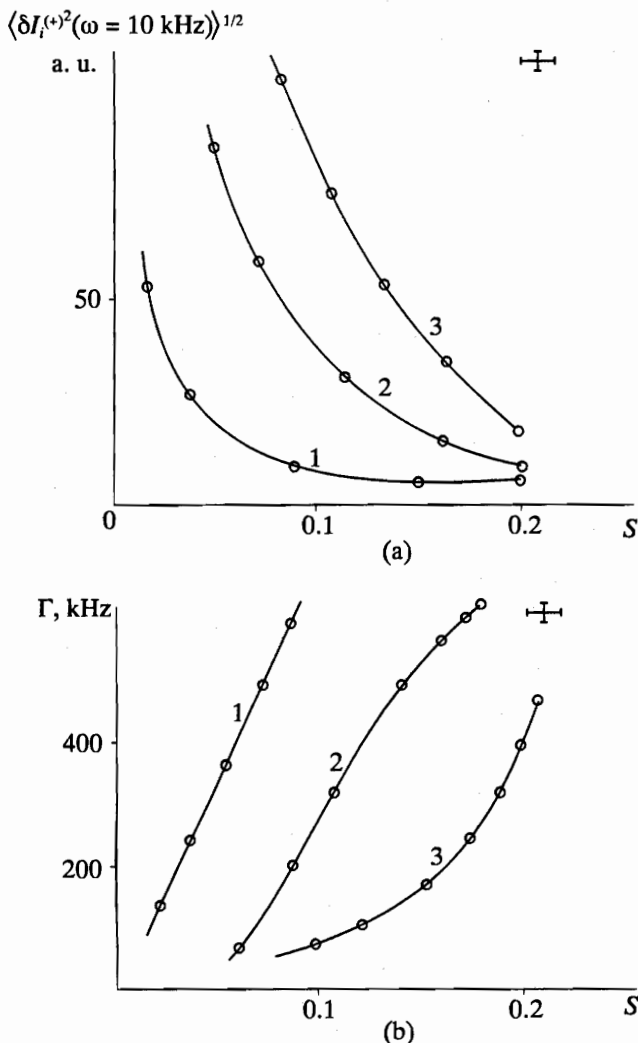 ⟨δI_i^(+)2(ω = 10 kHz)⟩^1/2
a. u.
50
3
2
1
0
0.1
0.2
S
(a)
Γ, kHz
1
2
400
3
200
0.1
0.2
S
(b)